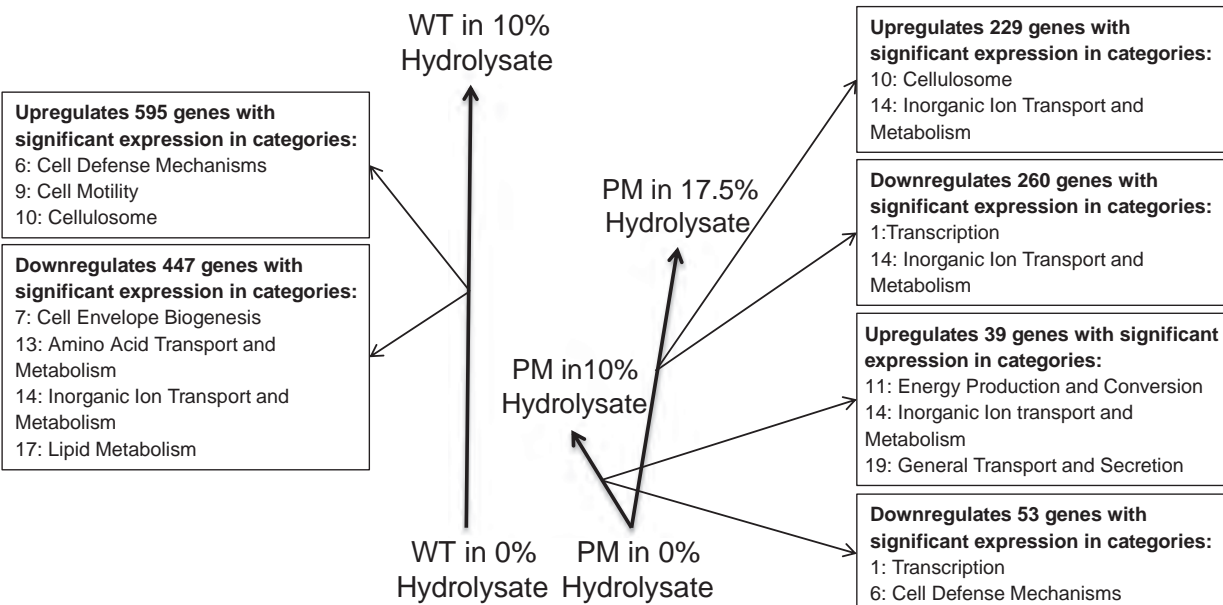 WT in 10%
Hydrolysate
Upregulates 595 genes with
significant expression in categories:
6: Cell Defense Mechanisms
9: Cell Motility
10: Cellulosome
Downregulates 447 genes with
significant expression in categories:
7: Cell Envelope Biogenesis
13: Amino Acid Transport and
Metabolism
14: Inorganic Ion Transport and
Metabolism
17: Lipid Metabolism
WT in 0%
Hydrolysate
PM in 17.5%
Hydrolysate
PM in10%
Hydrolysate
PM in 0%
Hydrolysate
Upregulates 229 genes with
significant expression in categories:
10: Cellulosome
14: Inorganic Ion Transport and
Metabolism
Downregulates 260 genes with
significant expression in categories:
1:Transcription
14: Inorganic Ion Transport and
Metabolism
Upregulates 39 genes with significant
expression in categories:
11: Energy Production and Conversion
14: Inorganic Ion transport and
Metabolism
19: General Transport and Secretion
Downregulates 53 genes with
significant expression in categories:
1: Transcription
6: Cell Defense Mechanisms